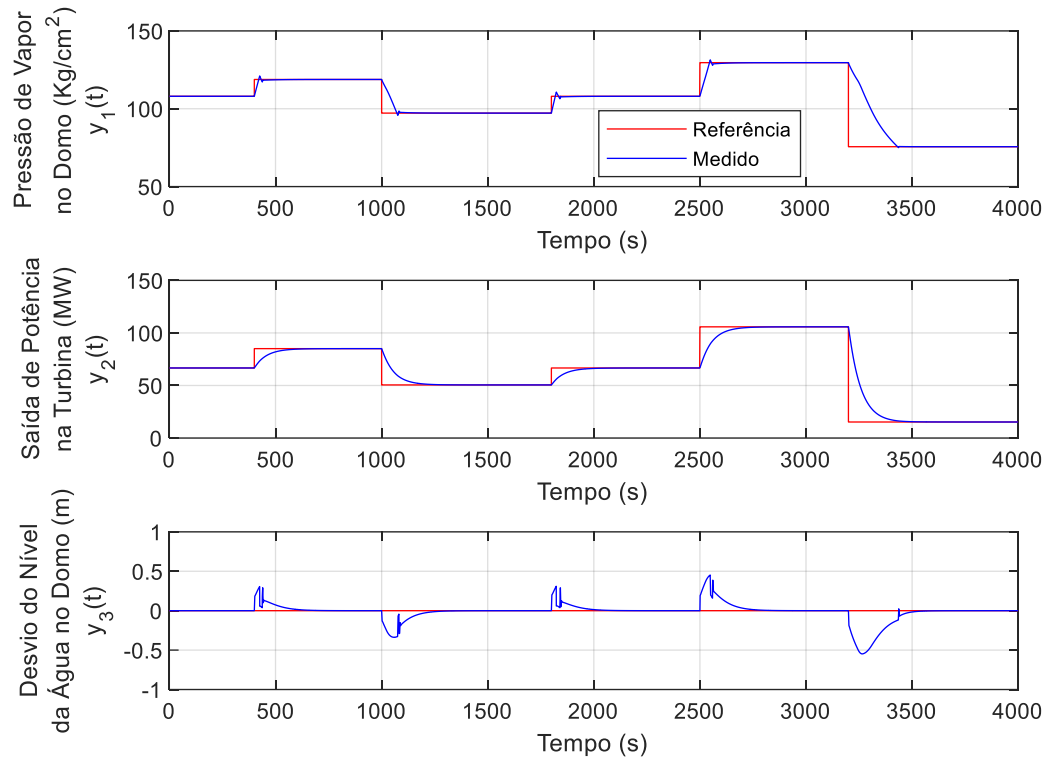 Pressão de Vapor
no Domo (Kg/cm²)
y₁(t)
150
100
50
Referência
Medido
0 500 1000 1500 2000 2500 3000 3500 4000
Tempo (s)
Saída de Potência
na Turbina (MW)
y₂(t)
150
100
50
0
0 500 1000 1500 2000 2500 3000 3500 4000
Tempo (s)
Desvio do Nível
da Água no Domo (m)
y₃(t)
1
0.5
0
-0.5
-1
0 500 1000 1500 2000 2500 3000 3500 4000
Tempo (s)